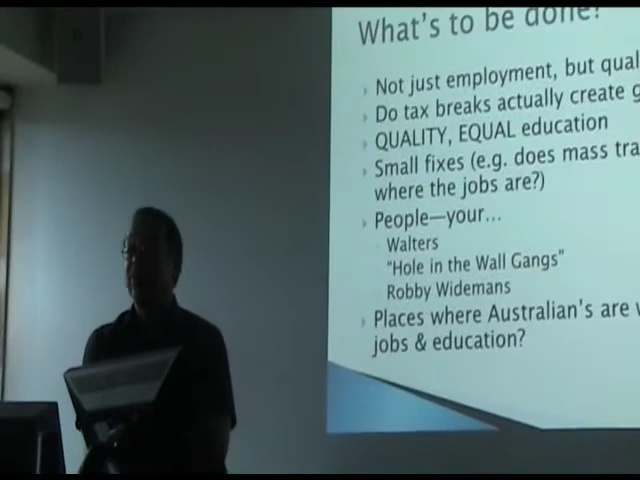 What's to be done?
Not just employment, but
Do tax breaks actually create
QUALITY, EQUAL education
Small fixes (e.g. does mass
where the jobs are?)
People—your...
Walters
"Hole in the Wall Gangs"
Robby Widemans
Places where Australian's are
jobs & education?